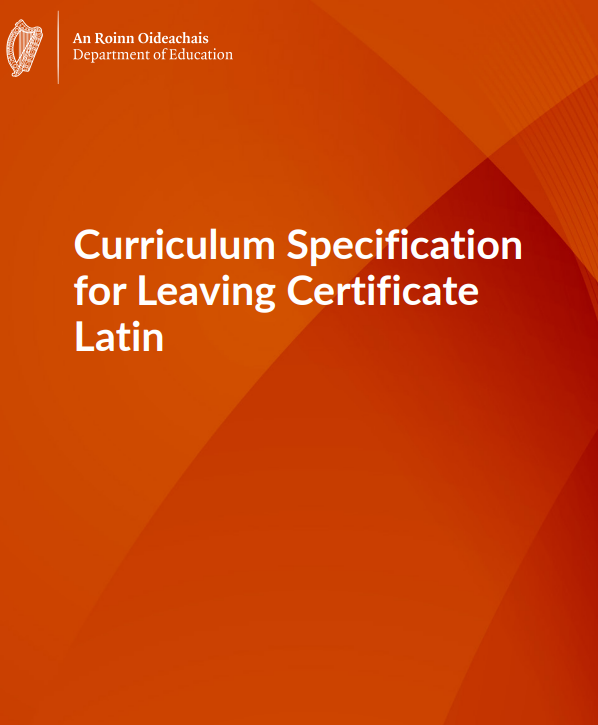 An Roinn Oideachais
Department of Education
Curriculum Specification
for Leaving Certificate
Latin